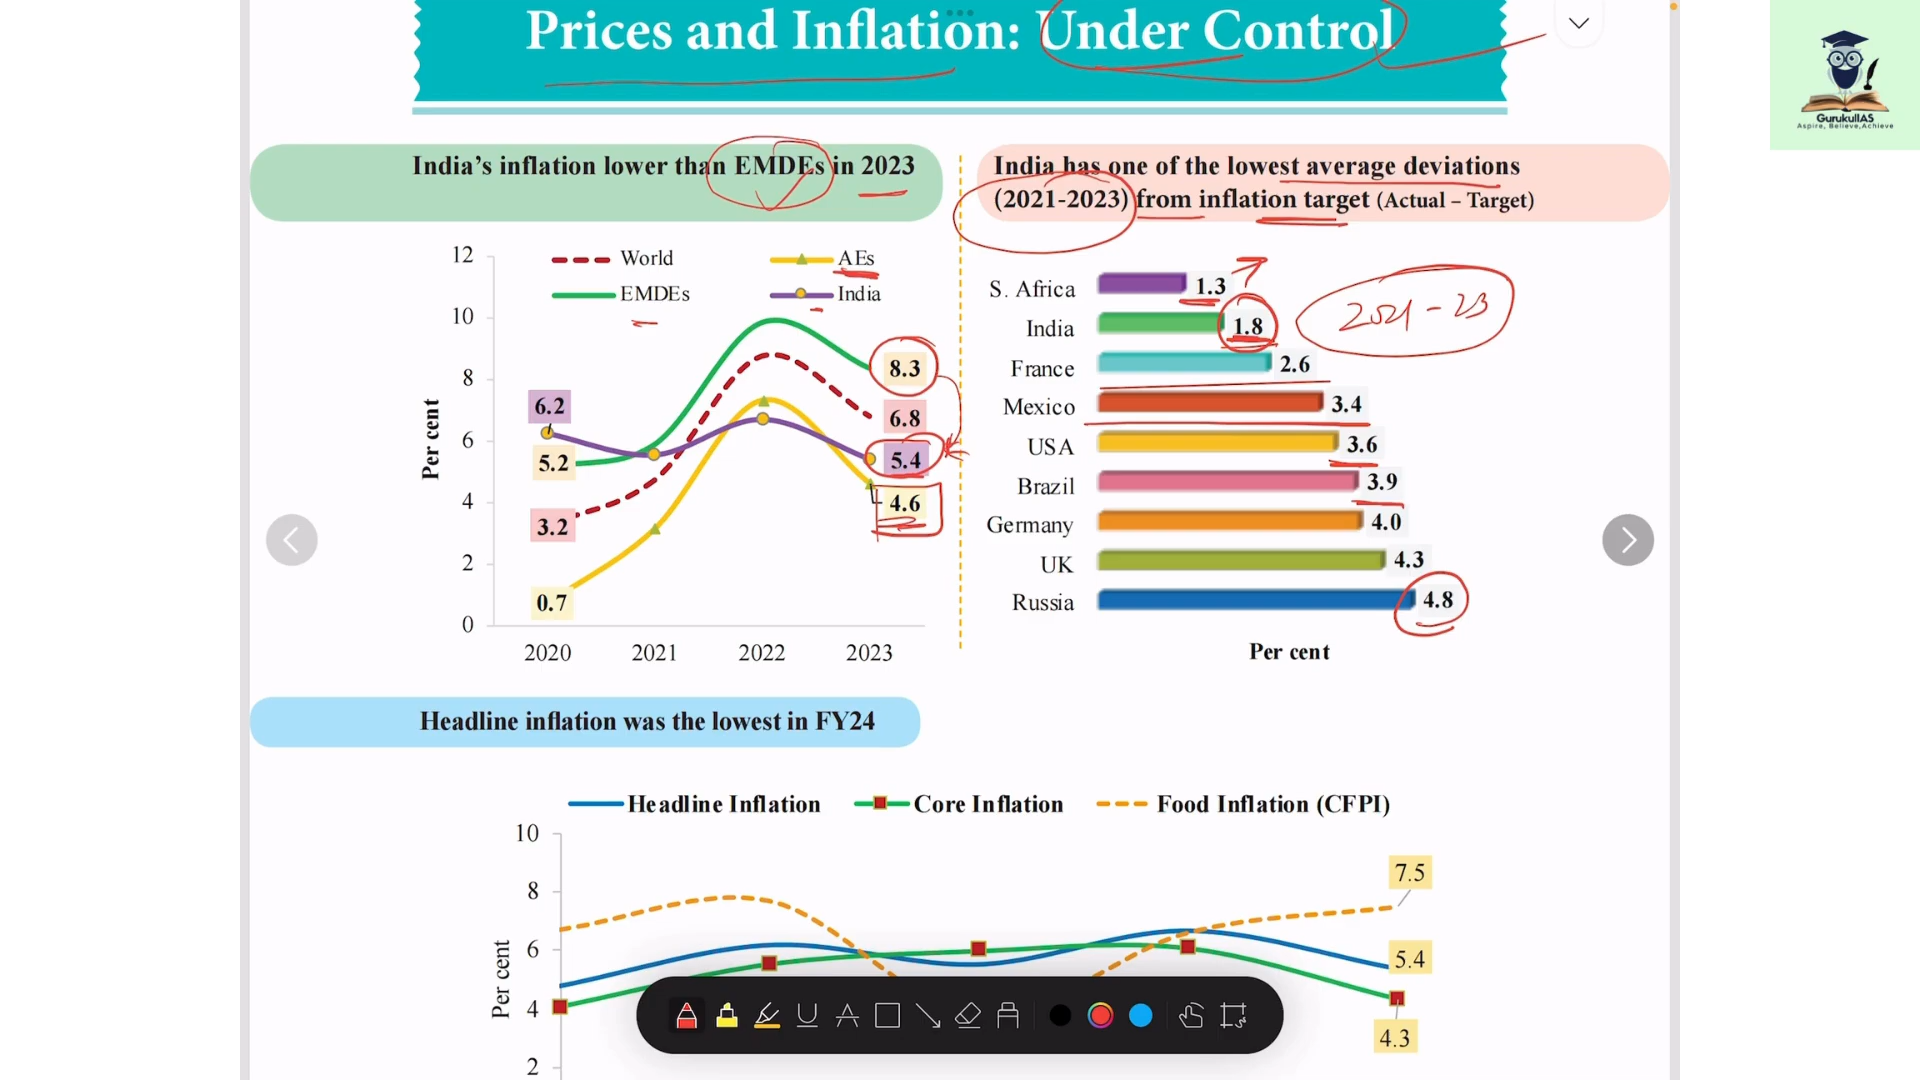 Prices and Inflation: Under Control
GurukulIAS
Aspire, Believe,Achieve
India's inflation lower than EMDEs in 2023
12
World
AEs
EMDEs
India
10
8
6
4
2
0
Per cent
6.2
5.2
3.2
0.7
8.3
6.8
5.4
4.6
2020 2021 2022 2023
India has one of the lowest average deviations
(2021-2023) from inflation target (Actual – Target)
S. Africa 1.3
India 1.8
France 2.6
Mexico 3.4
USA 3.6
Brazil 3.9
Germany 4.0
UK 4.3
Russia 4.8
Per cent
2021 - 23
Headline inflation was the lowest in FY24
Headline Inflation Core Inflation Food Inflation (CFPI)
10
8
6
4
2
Per cent
7.5
5.4
4.3